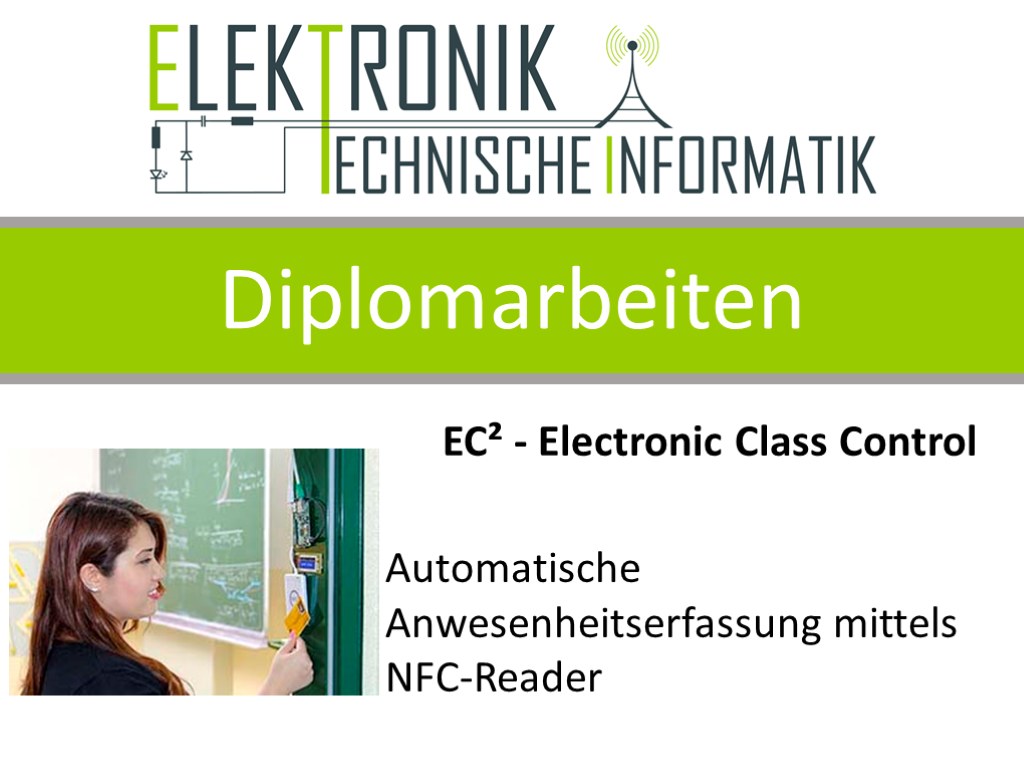 ELEKTRONIK
TECHNISCHE INFORMATIK
Diplomarbeiten
EC² - Electronic Class Control
Automatische
Anwesenheitserfassung mittels
NFC-Reader